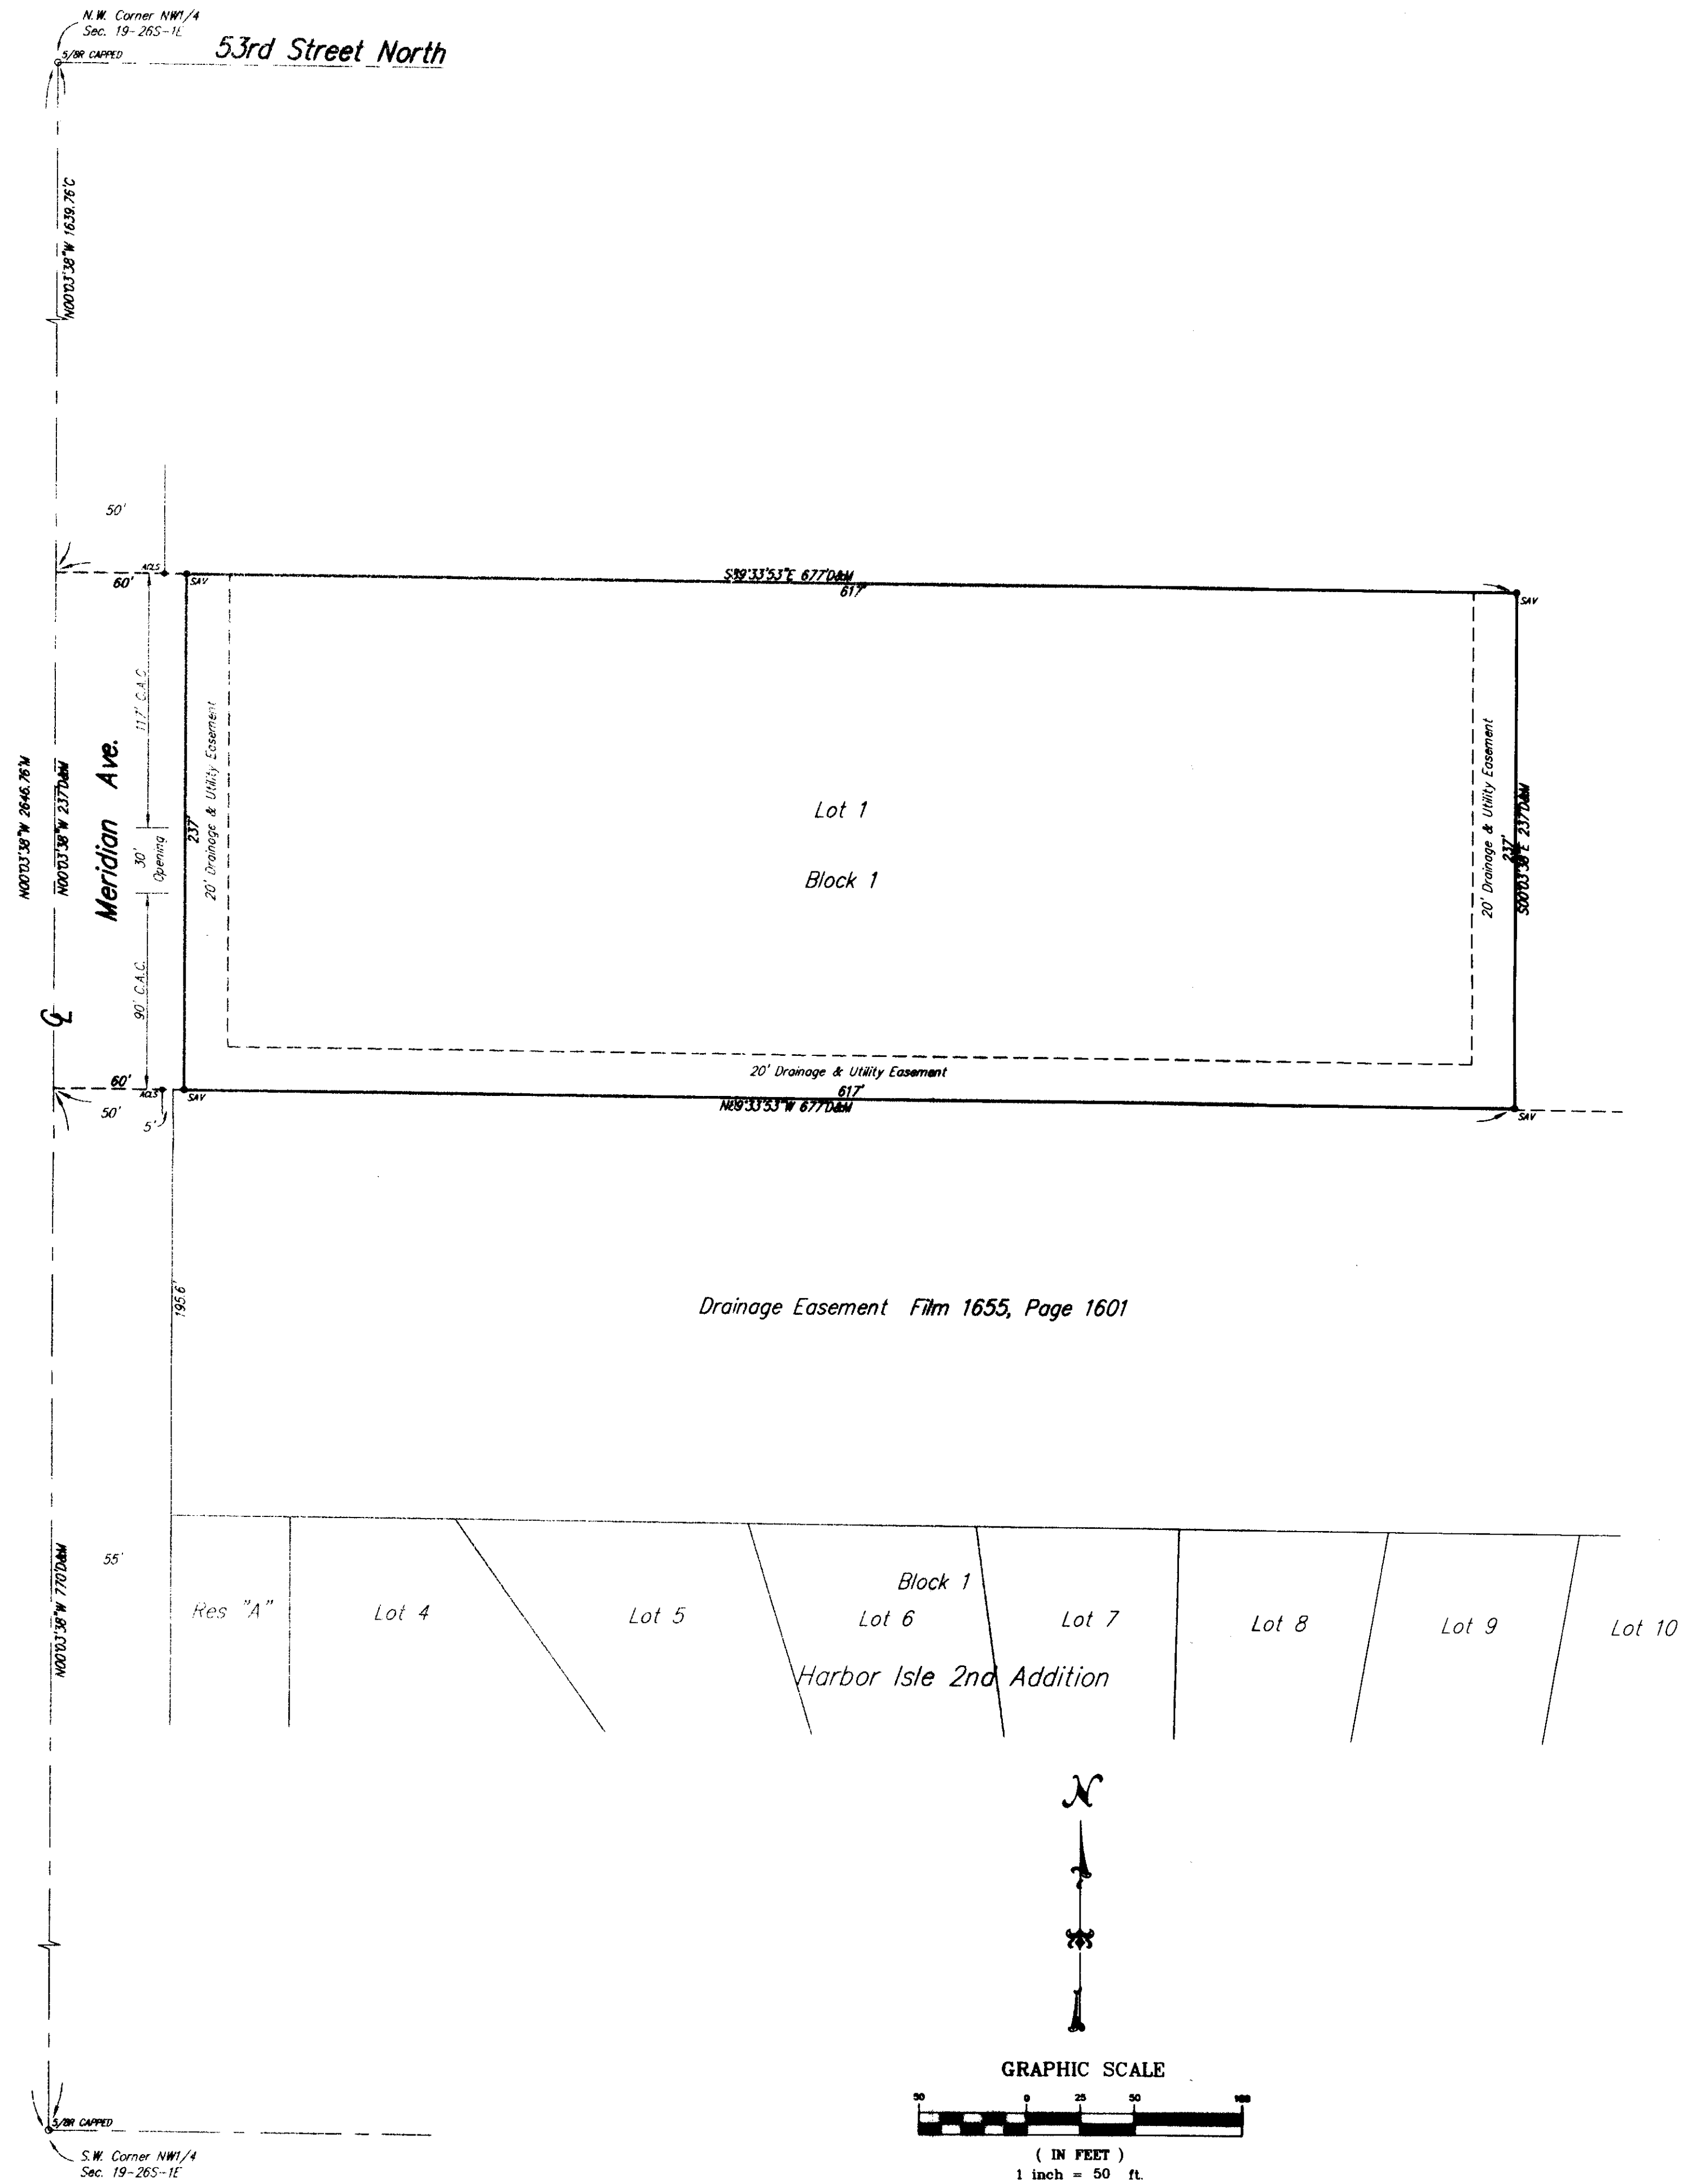 N.W. Corner NW1/4
Sec. 19-26S-1E
5/8R CAPPED
53rd Street North
N00°03'38"W 1639.76'C
50'
60'
ACLS
SAV
S89°33'53"E 677'D&M
617'
SAV
117' C.A.C.
30'
Opening
90' C.A.C.
N00°03'38"W 2646.76'M
N00°03'38"W 237'D&M
Meridian Ave.
237'
20' Drainage & Utility Easement
Lot 1
Block 1
20' Drainage & Utility Easement
237'
S00°03'38"E 237'D&M
60'
50'
5'
ACLS
SAV
20' Drainage & Utility Easement
617'
N89°33'53"W 677'D&M
SAV
195.6'
Drainage Easement Film 1655, Page 1601
N00°03'38"W 770'D&M
55'
Res "A"
Lot 4
Lot 5
Block 1
Lot 6
Lot 7
Lot 8
Lot 9
Lot 10
Harbor Isle 2nd Addition
N
GRAPHIC SCALE
50 0 25 50 100
( IN FEET )
1 inch = 50 ft.
5/8R CAPPED
S.W. Corner NW1/4
Sec. 19-26S-1E